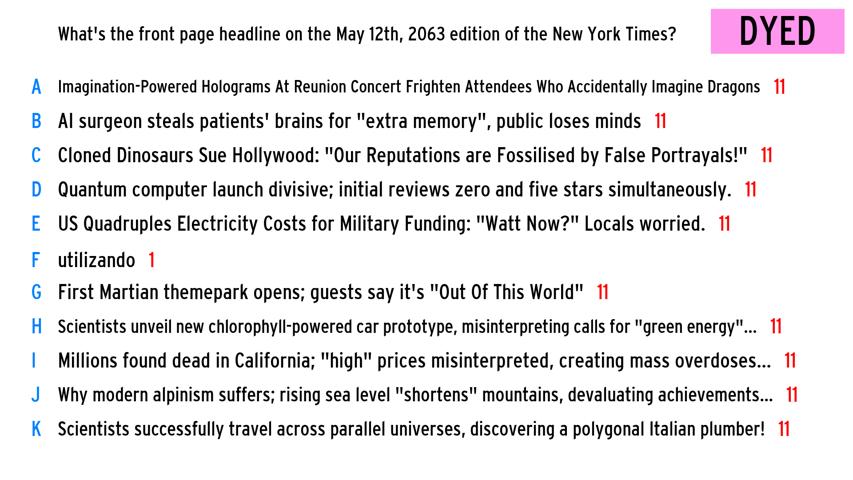 What's the front page headline on the May 12th, 2063 edition of the New York Times?
DYED
A Imagination-Powered Holograms At Reunion Concert Frighten Attendees Who Accidentally Imagine Dragons 11
B AI surgeon steals patients' brains for "extra memory", public loses minds 11
C Cloned Dinosaurs Sue Hollywood: "Our Reputations are Fossilised by False Portrayals!" 11
D Quantum computer launch divisive; initial reviews zero and five stars simultaneously. 11
E US Quadruples Electricity Costs for Military Funding: "Watt Now?" Locals worried. 11
F utilizando 1
G First Martian themepark opens; guests say it's "Out Of This World" 11
H Scientists unveil new chlorophyll-powered car prototype, misinterpreting calls for "green energy"... 11
I Millions found dead in California; "high" prices misinterpreted, creating mass overdoses... 11
J Why modern alpinism suffers; rising sea level "shortens" mountains, devaluating achievements... 11
K Scientists successfully travel across parallel universes, discovering a polygonal Italian plumber! 11